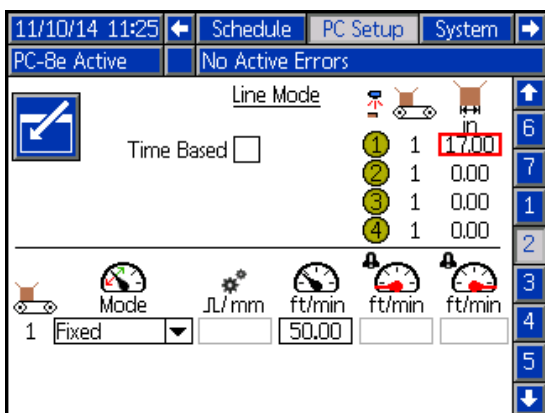 11/10/14 11:25 Schedule PC Setup System
PC-8e Active No Active Errors
Line Mode
in
Time Based
1 1 17.00
2 1 0.00
3 1 0.00
4 1 0.00
6
7
1
2
3
4
5
Mode ⎍/mm ft/min ft/min ft/min
1 Fixed 50.00